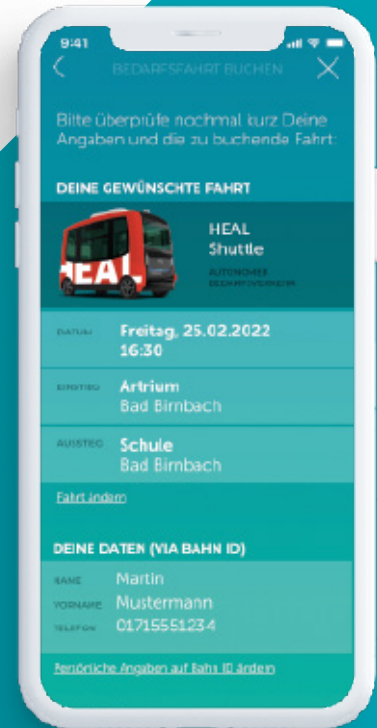 9:41
BEDARFSFAHRT BUCHEN
Bitte überprüfe nochmal kurz Deine
Angaben und die zu buchende Fahrt:
DEINE GEWÜNSCHTE FAHRT
HEAL
HEAL
Shuttle
AUTONOMER
BEDARFSVERKEHR
DATUM Freitag, 25.02.2022
16:30
EINSTIEG Artrium
Bad Birnbach
AUSSTIEG Schule
Bad Birnbach
Fahrt ändern
DEINE DATEN (VIA BAHN ID)
NAME Martin
VORNAME Mustermann
TELEFON 01715551234
Persönliche Angaben auf Bahn ID ändern